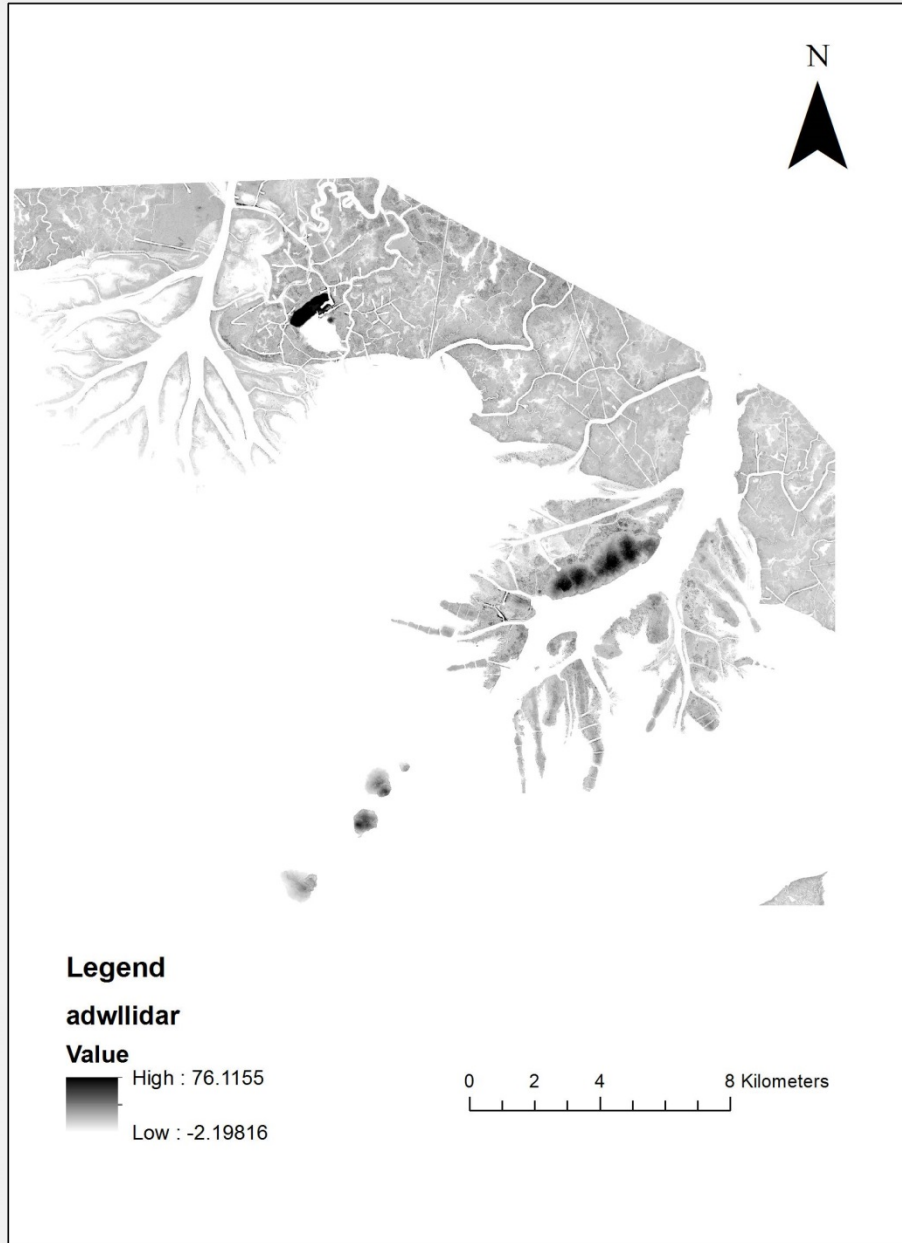 N
Legend
adwllidar
Value
High : 76.1155
Low : -2.19816
0 2 4 8 Kilometers